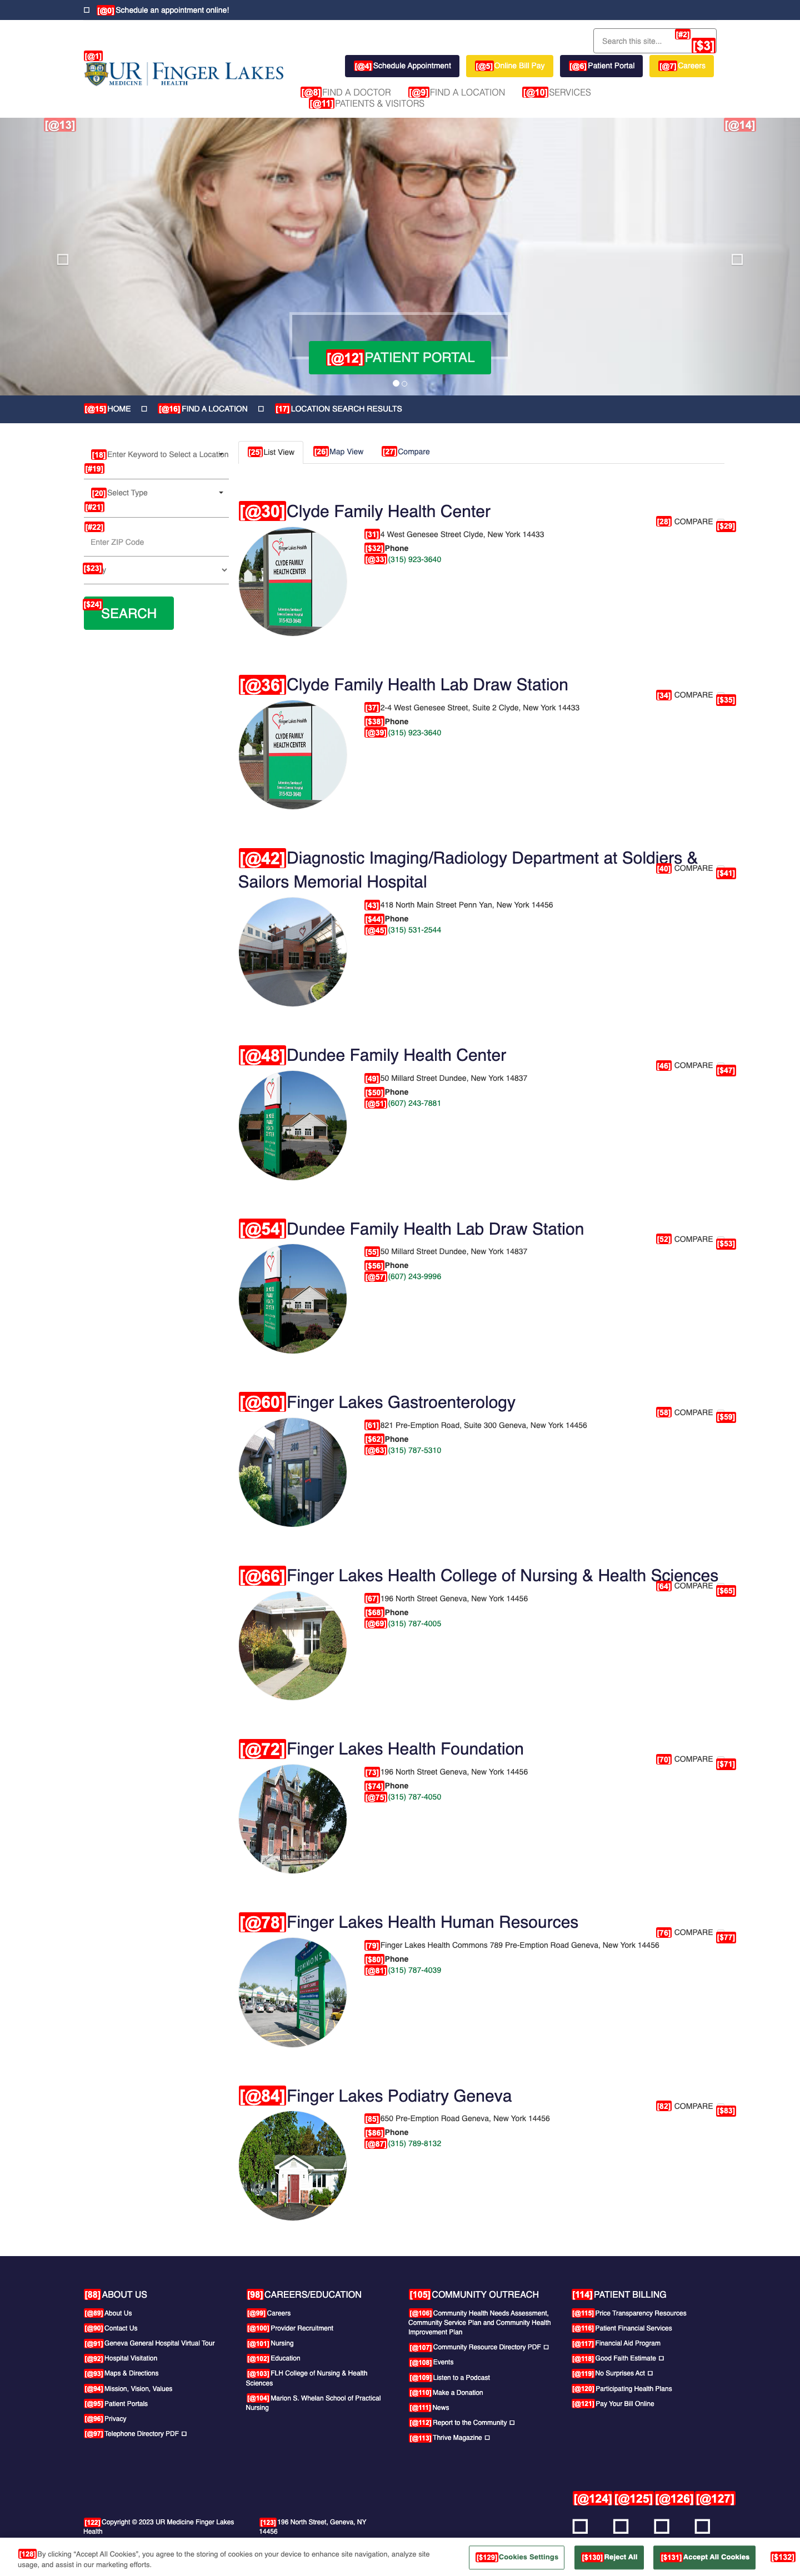 [@0] Schedule an appointment online!
Search this site... [#2]
[$3]
[@1]
UR | FINGER LAKES
MEDICINE HEALTH
[@4] Schedule Appointment [@5] Online Bill Pay [@6] Patient Portal [@7] Careers
[@8] FIND A DOCTOR [@9] FIND A LOCATION [@10] SERVICES
[@11] PATIENTS & VISITORS
[@13] [@14]
[@12] PATIENT PORTAL
[@15] HOME [@16] FIND A LOCATION [17] LOCATION SEARCH RESULTS
[18] Enter Keyword to Select a Location
[#19]
[20] Select Type
[#21]
[#22]
Enter ZIP Code
[$23] y
[$24]
SEARCH
[25] List View [26] Map View [27] Compare
[@30] Clyde Family Health Center
[28] COMPARE [$29]
[31] 4 West Genesee Street Clyde, New York 14433
[$32] Phone
[@33] (315) 923-3640
[@36] Clyde Family Health Lab Draw Station
[34] COMPARE [$35]
[37] 2-4 West Genesee Street, Suite 2 Clyde, New York 14433
[$38] Phone
[@39] (315) 923-3640
[@42] Diagnostic Imaging/Radiology Department at Soldiers &
Sailors Memorial Hospital
[40] COMPARE [$41]
[43] 418 North Main Street Penn Yan, New York 14456
[$44] Phone
[@45] (315) 531-2544
[@48] Dundee Family Health Center
[46] COMPARE [$47]
[49] 50 Millard Street Dundee, New York 14837
[$50] Phone
[@51] (607) 243-7881
[@54] Dundee Family Health Lab Draw Station
[52] COMPARE [$53]
[55] 50 Millard Street Dundee, New York 14837
[$56] Phone
[@57] (607) 243-9996
[@60] Finger Lakes Gastroenterology
[58] COMPARE [$59]
[61] 821 Pre-Emption Road, Suite 300 Geneva, New York 14456
[$62] Phone
[@63] (315) 787-5310
[@66] Finger Lakes Health College of Nursing & Health Sciences
[64] COMPARE [$65]
[67] 196 North Street Geneva, New York 14456
[$68] Phone
[@69] (315) 787-4005
[@72] Finger Lakes Health Foundation
[70] COMPARE [$71]
[73] 196 North Street Geneva, New York 14456
[$74] Phone
[@75] (315) 787-4050
[@78] Finger Lakes Health Human Resources
[76] COMPARE [$77]
[79] Finger Lakes Health Commons 789 Pre-Emption Road Geneva, New York 14456
[$80] Phone
[@81] (315) 787-4039
[@84] Finger Lakes Podiatry Geneva
[82] COMPARE [$83]
[85] 650 Pre-Emption Road Geneva, New York 14456
[$86] Phone
[@87] (315) 789-8132
[88] ABOUT US
[@89] About Us
[@90] Contact Us
[@91] Geneva General Hospital Virtual Tour
[@92] Hospital Visitation
[@93] Maps & Directions
[@94] Mission, Vision, Values
[@95] Patient Portals
[@96] Privacy
[@97] Telephone Directory PDF
[98] CAREERS/EDUCATION
[@99] Careers
[@100] Provider Recruitment
[@101] Nursing
[@102] Education
[@103] FLH College of Nursing & Health
Sciences
[@104] Marion S. Whelan School of Practical
Nursing
[105] COMMUNITY OUTREACH
[@106] Community Health Needs Assessment,
Community Service Plan and Community Health
Improvement Plan
[@107] Community Resource Directory PDF
[@108] Events
[@109] Listen to a Podcast
[@110] Make a Donation
[@111] News
[@112] Report to the Community
[@113] Thrive Magazine
[114] PATIENT BILLING
[@115] Price Transparency Resources
[@116] Patient Financial Services
[@117] Financial Aid Program
[@118] Good Faith Estimate
[@119] No Surprises Act
[@120] Participating Health Plans
[@121] Pay Your Bill Online
[@124] [@125] [@126] [@127]
[122] Copyright © 2023 UR Medicine Finger Lakes
Health
[123] 196 North Street, Geneva, NY
14456
[128] By clicking "Accept All Cookies", you agree to the storing of cookies on your device to enhance site navigation, analyze site
usage, and assist in our marketing efforts.
[$129] Cookies Settings [$130] Reject All [$131] Accept All Cookies [$132]